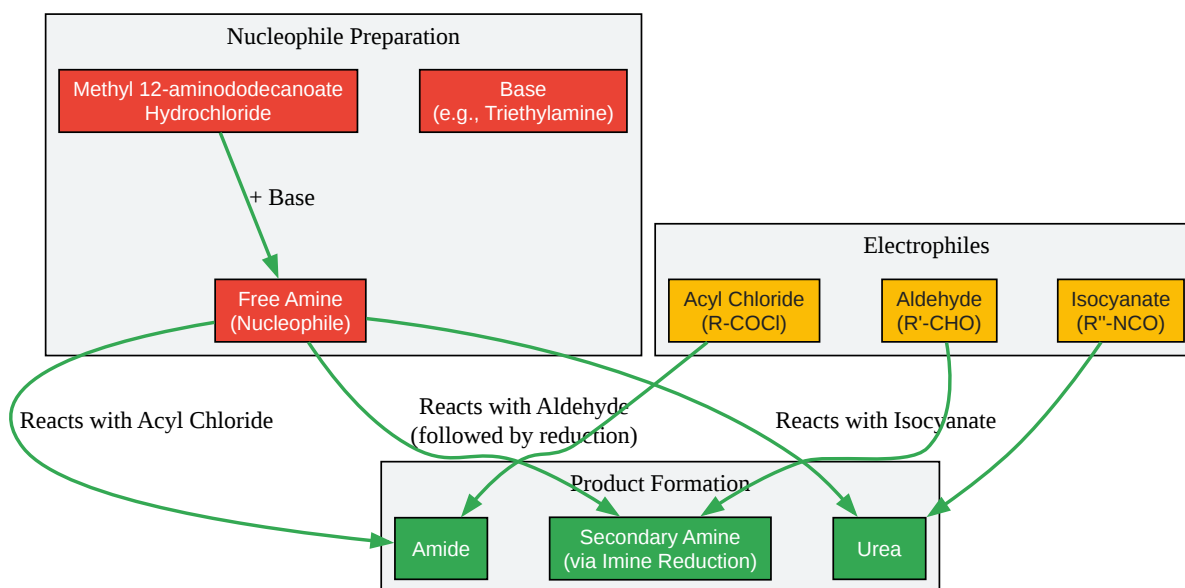 Nucleophile Preparation
Methyl 12-aminododecanoate
Hydrochloride
Base
(e.g., Triethylamine)
+ Base
Free Amine
(Nucleophile)
Electrophiles
Acyl Chloride
(R-COCl)
Aldehyde
(R'-CHO)
Isocyanate
(R''-NCO)
Reacts with Acyl Chloride
Reacts with Aldehyde
(followed by reduction)
Reacts with Isocyanate
Product Formation
Amide
Secondary Amine
(via Imine Reduction)
Urea